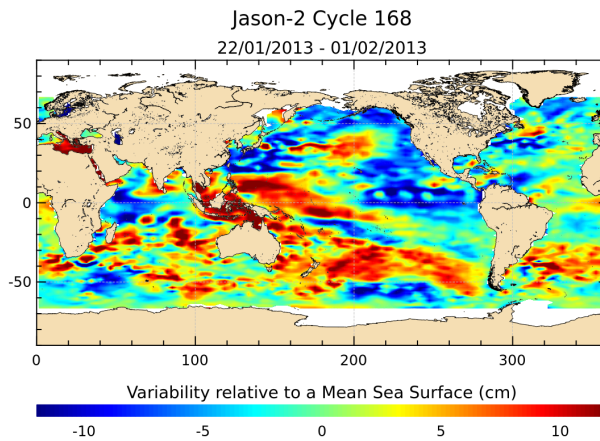 Jason-2 Cycle 168
22/01/2013 - 01/02/2013
50
0
-50
0 100 200 300
Variability relative to a Mean Sea Surface (cm)
-10 -5 0 5 10